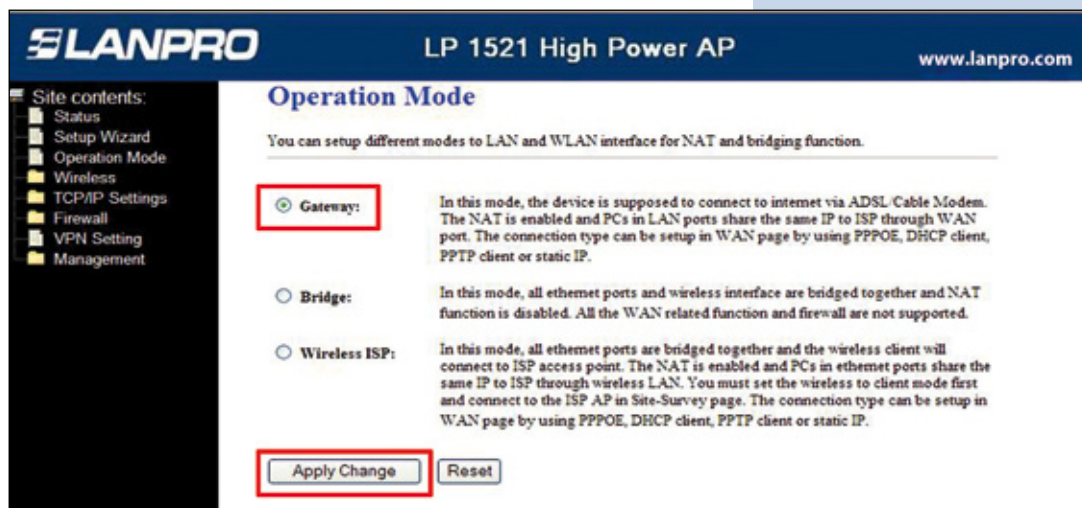 LANPRO
LP 1521 High Power AP
www.lanpro.com
Site contents:
Status
Setup Wizard
Operation Mode
Wireless
TCP/IP Settings
Firewall
VPN Setting
Management
Operation Mode
You can setup different modes to LAN and WLAN interface for NAT and bridging function.
Gateway:
In this mode, the device is supposed to connect to internet via ADSL/Cable Modem.
The NAT is enabled and PCs in LAN ports share the same IP to ISP through WAN
port. The connection type can be setup in WAN page by using PPPOE, DHCP client,
PPTP client or static IP.
Bridge:
In this mode, all ethernet ports and wireless interface are bridged together and NAT
function is disabled. All the WAN related function and firewall are not supported.
Wireless ISP:
In this mode, all ethernet ports are bridged together and the wireless client will
connect to ISP access point. The NAT is enabled and PCs in ethernet ports share the
same IP to ISP through wireless LAN. You must set the wireless to client mode first
and connect to the ISP AP in Site-Survey page. The connection type can be setup in
WAN page by using PPPOE, DHCP client, PPTP client or static IP.
Apply Change
Reset